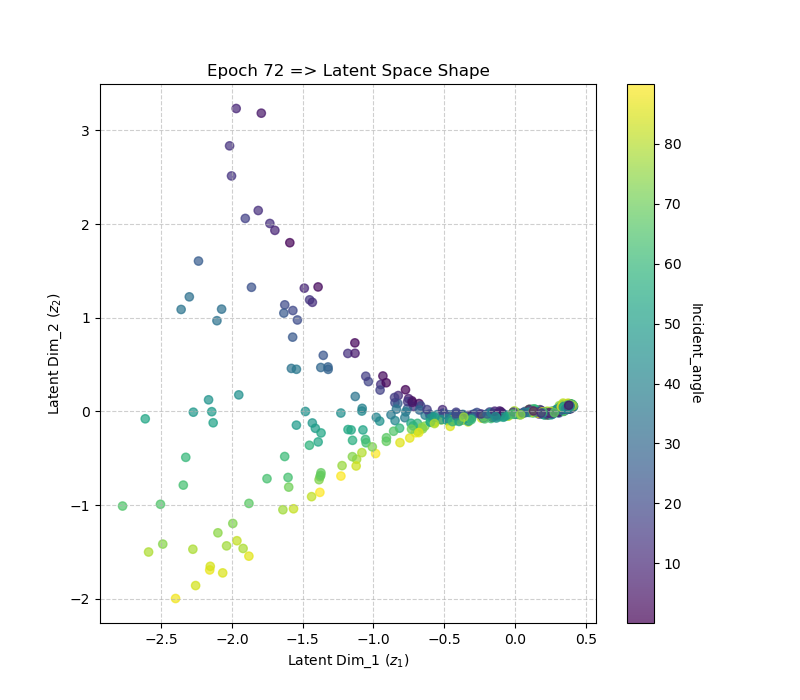 Epoch 72 => Latent Space Shape
Latent Dim_2 (z₂)
3
2
1
0
−1
−2
−2.5 −2.0 −1.5 −1.0 −0.5 0.0 0.5
Latent Dim_1 (z₁)
80
70
60
50
40
30
20
10
Incident_angle